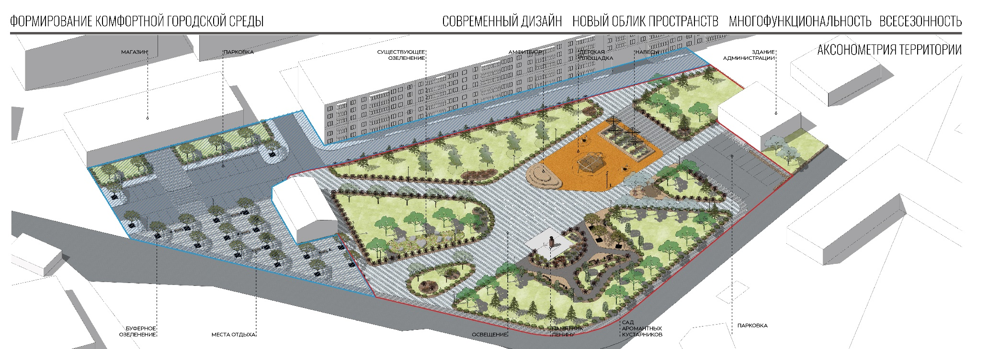 ФОРМИРОВАНИЕ КОМФОРТНОЙ ГОРОДСКОЙ СРЕДЫ
СОВРЕМЕННЫЙ ДИЗАЙН НОВЫЙ ОБЛИК ПРОСТРАНСТВ МНОГОФУНКЦИОНАЛЬНОСТЬ ВСЕСЕЗОННОСТЬ
АКСОНОМЕТРИЯ ТЕРРИТОРИИ
МАГАЗИН
ПАРКОВКА
СУЩЕСТВУЮЩЕЕ
ОЗЕЛЕНЕНИЕ
АМФИТЕАТР
ДЕТСКАЯ
ПЛОЩАДКА
НАВЕСЫ
ЗДАНИЕ
АДМИНИСТРАЦИИ
БУФЕРНОЕ
ОЗЕЛЕНЕНИЕ
МЕСТА ОТДЫХА
ОСВЕЩЕНИЕ
ПАМЯТНИК
ЛЕНИНУ
САД
АРОМАНТНЫХ
КУСТАРНИКОВ
ПАРКОВКА